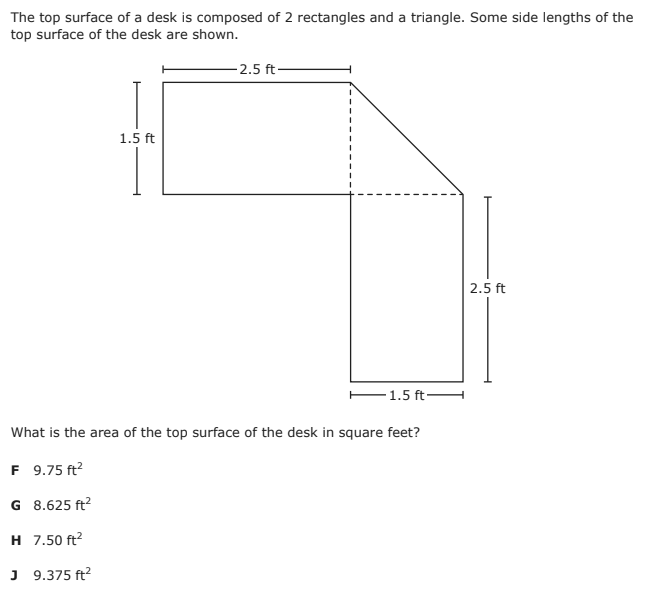 The top surface of a desk is composed of 2 rectangles and a triangle. Some side lengths of the
top surface of the desk are shown.
2.5 ft
1.5 ft
2.5 ft
1.5 ft
What is the area of the top surface of the desk in square feet?
F 9.75 ft²
G 8.625 ft²
H 7.50 ft²
J 9.375 ft²